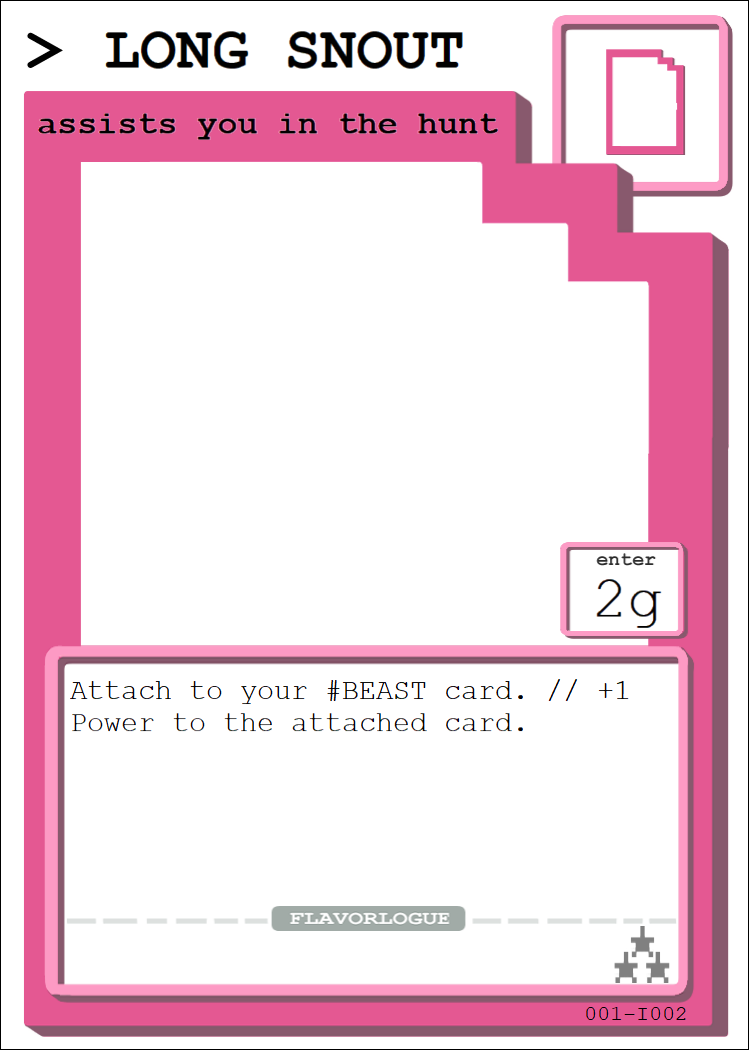 > LONG SNOUT
assists you in the hunt
enter
2g
Attach to your #BEAST card. // +1
Power to the attached card.
FLAVORLOGUE
001-I002